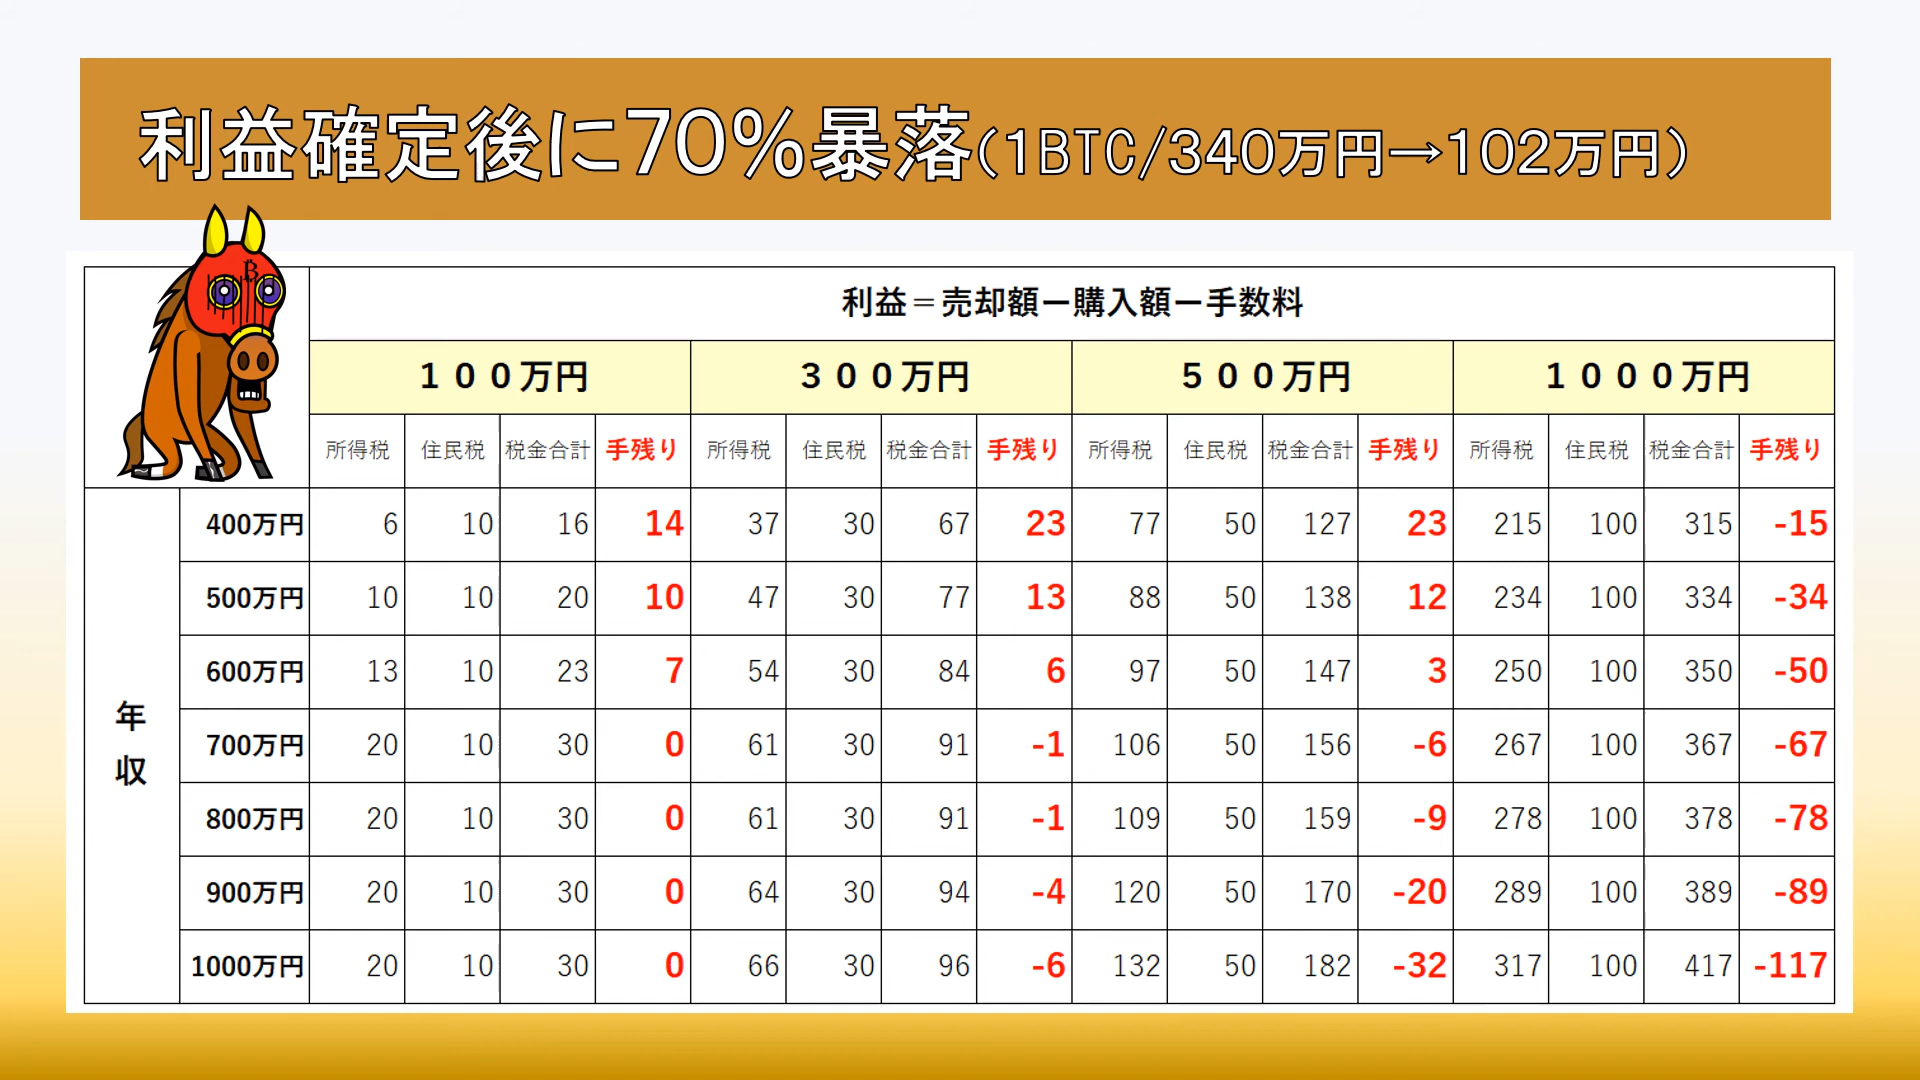 利益確定後に70%暴落(1BTC/340万円→102万円)
利益＝売却額ー購入額ー手数料
１００万円 ３００万円 ５００万円 １０００万円
所得税 住民税 税金合計 手残り 所得税 住民税 税金合計 手残り 所得税 住民税 税金合計 手残り 所得税 住民税 税金合計 手残り
年収
400万円 6 10 16 14 37 30 67 23 77 50 127 23 215 100 315 -15
500万円 10 10 20 10 47 30 77 13 88 50 138 12 234 100 334 -34
600万円 13 10 23 7 54 30 84 6 97 50 147 3 250 100 350 -50
700万円 20 10 30 0 61 30 91 -1 106 50 156 -6 267 100 367 -67
800万円 20 10 30 0 61 30 91 -1 109 50 159 -9 278 100 378 -78
900万円 20 10 30 0 64 30 94 -4 120 50 170 -20 289 100 389 -89
1000万円 20 10 30 0 66 30 96 -6 132 50 182 -32 317 100 417 -117